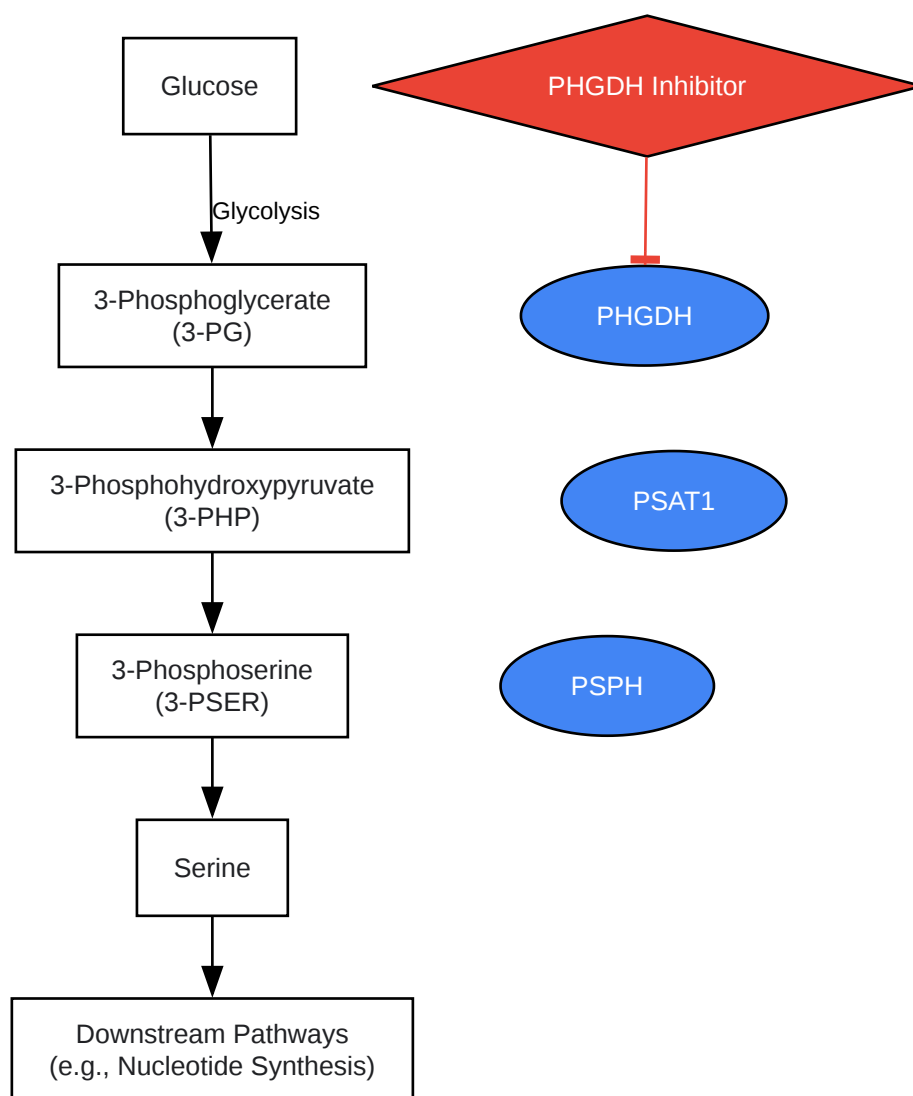 Glucose
PHGDH Inhibitor
Glycolysis
3-Phosphoglycerate
(3-PG)
PHGDH
3-Phosphohydroxypyruvate
(3-PHP)
PSAT1
3-Phosphoserine
(3-PSER)
PSPH
Serine
Downstream Pathways
(e.g., Nucleotide Synthesis)